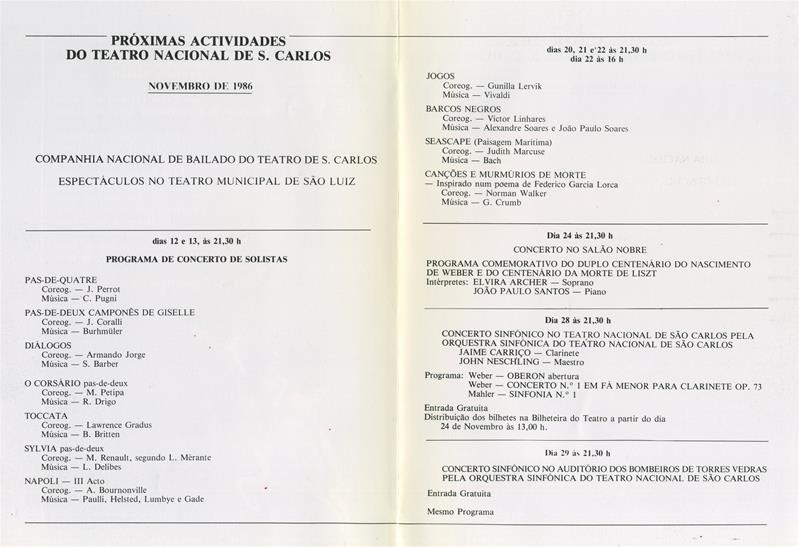 PRÓXIMAS ACTIVIDADES
DO TEATRO NACIONAL DE S. CARLOS
NOVEMBRO DE 1986
COMPANHIA NACIONAL DE BAILADO DO TEATRO DE S. CARLOS
ESPECTÁCULOS NO TEATRO MUNICIPAL DE SÃO LUIZ
dias 12 e 13, às 21,30 h
PROGRAMA DE CONCERTO DE SOLISTAS
PAS-DE-QUATRE
Coreog. — J. Perrot
Música — C. Pugni
PAS-DE-DEUX CAMPONÊS DE GISELLE
Coreog. — J. Coralli
Música — Burhmüler
DIÁLOGOS
Coreog. — Armando Jorge
Música — S. Barber
O CORSÁRIO pas-de-deux
Coreog. — M. Petipa
Música — R. Drigo
TOCCATA
Coreog. — Lawrence Gradus
Música — B. Britten
SYLVIA pas-de-deux
Coreog. — M. Renault, segundo L. Mèrante
Música — L. Delibes
NAPOLI — III Acto
Coreog. — A. Bournonville
Música — Paulli, Helsted, Lumbye e Gade
dias 20, 21 e 22 às 21,30 h
dia 22 às 16 h
JOGOS
Coreog. — Gunilla Lervik
Música — Vivaldi
BARCOS NEGROS
Coreog. — Victor Linhares
Música — Alexandre Soares e João Paulo Soares
SEASCAPE (Paisagem Marítima)
Coreog. — Judith Marcuse
Música — Bach
CANÇÕES E MURMÚRIOS DE MORTE
— Inspirado num poema de Federico Garcia Lorca
Coreog. — Norman Walker
Música — G. Crumb
Dia 24 às 21,30 h
CONCERTO NO SALÃO NOBRE
PROGRAMA COMEMORATIVO DO DUPLO CENTENÁRIO DO NASCIMENTO
DE WEBER E DO CENTENÁRIO DA MORTE DE LISZT
Intèrpretes: ELVIRA ARCHER — Soprano
JOÃO PAULO SANTOS — Piano
Dia 28 às 21,30 h
CONCERTO SINFÓNICO NO TEATRO NACIONAL DE SÃO CARLOS PELA
ORQUESTRA SINFÓNICA DO TEATRO NACIONAL DE SÃO CARLOS
JAIME CARRIÇO — Clarinete
JOHN NESCHLING — Maestro
Programa: Weber — OBERON abertura
Weber — CONCERTO N.º 1 EM FÁ MENOR PARA CLARINETE OP. 73
Mahler — SINFONIA N.º 1
Entrada Gratuita
Distribuição dos bilhetes na Bilheteira do Teatro a partir do dia
24 de Novembro às 13,00 h.
Dia 29 às 21,30 h
CONCERTO SINFÓNICO NO AUDITÓRIO DOS BOMBEIROS DE TORRES VEDRAS
PELA ORQUESTRA SINFÓNICA DO TEATRO NACIONAL DE SÃO CARLOS
Entrada Gratuita
Mesmo Programa